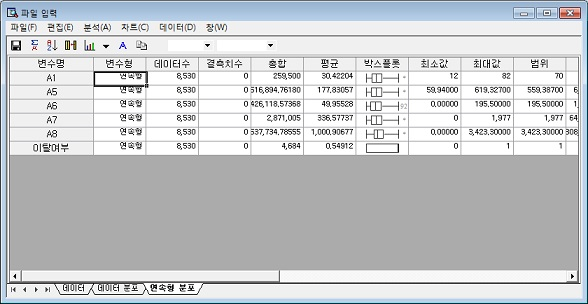 파일 입력
파일(F) 편집(E) 분석(A) 차트(C) 데이터(D) 창(W)
변수명 변수형 데이터수 결측치수 총합 평균 박스플롯 최소값 최대값 범위
A1 연속형 8,530 0 259,500 30,42204 12 82 70
A5 연속형 8,530 0 516,894,76180 177,83057 59,94000 619,32700 559,38700
A6 연속형 8,530 0 426,118,57368 49,95528 0,00000 195,50000 195,50000
A7 연속형 8,530 0 2,871,005 336,57737 0 1,977 1,977
A8 연속형 8,530 0 537,734,78555 1,000,90677 0,00000 3,423,30000 3,423,30000
이탈여부 연속형 8,530 0 4,684 0,54912 0 1 1
데이터 데이터 분포 연속형 분포